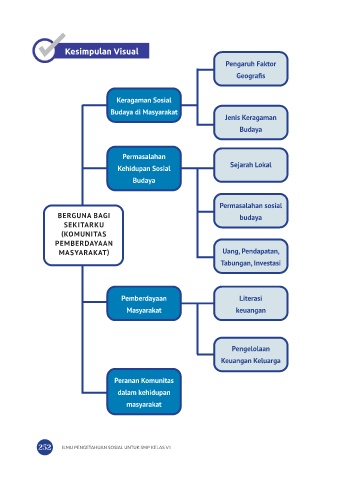 Kesimpulan Visual
Pengaruh Faktor
Geografis
Keragaman Sosial
Budaya di Masyarakat
Jenis Keragaman
Budaya
Permasalahan
Kehidupan Sosial
Budaya
Sejarah Lokal
Permasalahan sosial
budaya
Uang, Pendapatan,
Tabungan, Investasi
BERGUNA BAGI
SEKITARKU
(KOMUNITAS
PEMBERDAYAAN
MASYARAKAT)
Pemberdayaan
Masyarakat
Literasi
keuangan
Pengelolaan
Keuangan Keluarga
Peranan Komunitas
dalam kehidupan
masyarakat
252 ILMU PENGETAHUAN SOSIAL UNTUK SMP KELAS VII